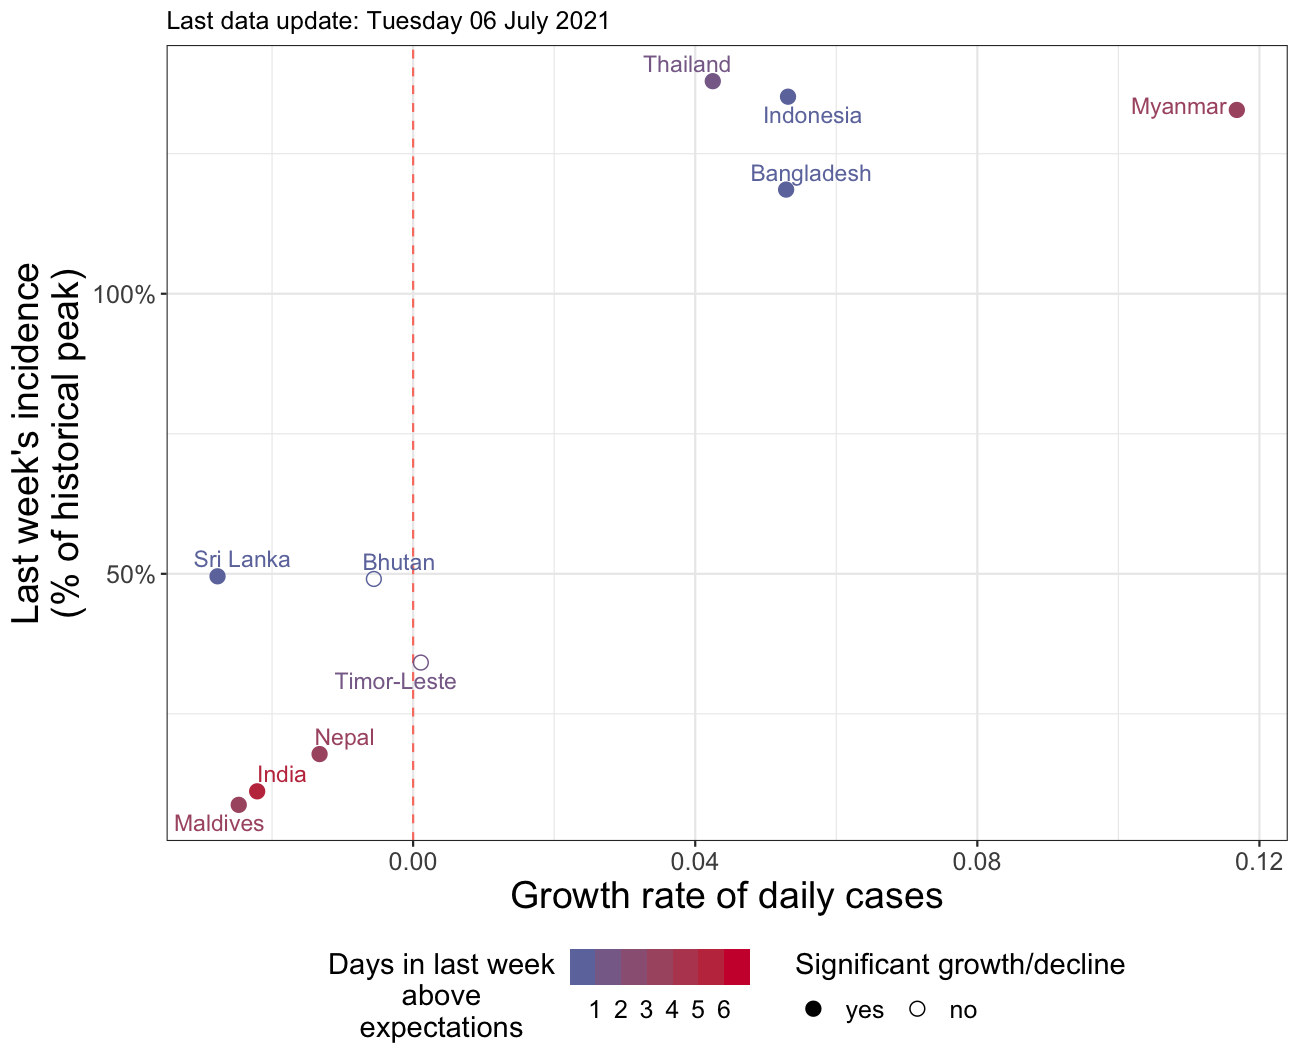 Last data update: Tuesday 06 July 2021
Thailand
Indonesia
Myanmar
Bangladesh
Last week's incidence
(% of historical peak)
100%
50%
Sri Lanka
Bhutan
Timor-Leste
Nepal
India
Maldives
0.00 0.04 0.08 0.12
Growth rate of daily cases
Days in last week
above
expectations
1 2 3 4 5 6
Significant growth/decline
yes no